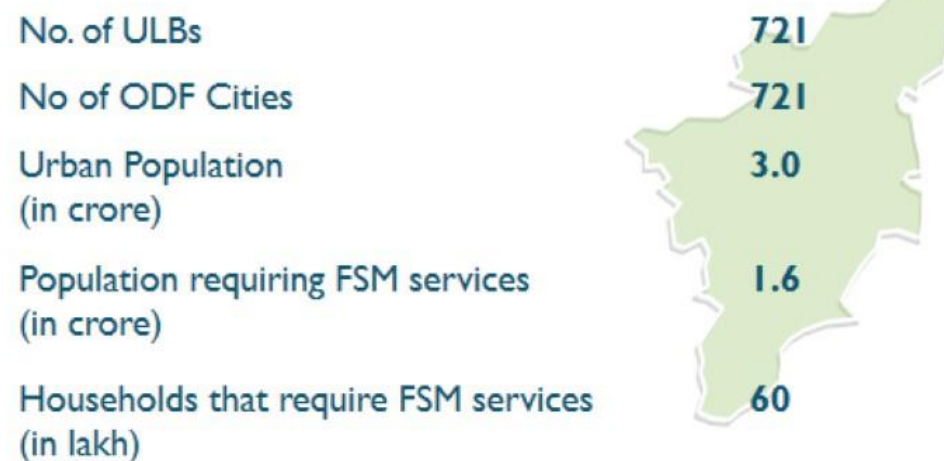 No. of ULBs 721
No of ODF Cities 721
Urban Population 3.0
(in crore)
Population requiring FSM services 1.6
(in crore)
Households that require FSM services 60
(in lakh)